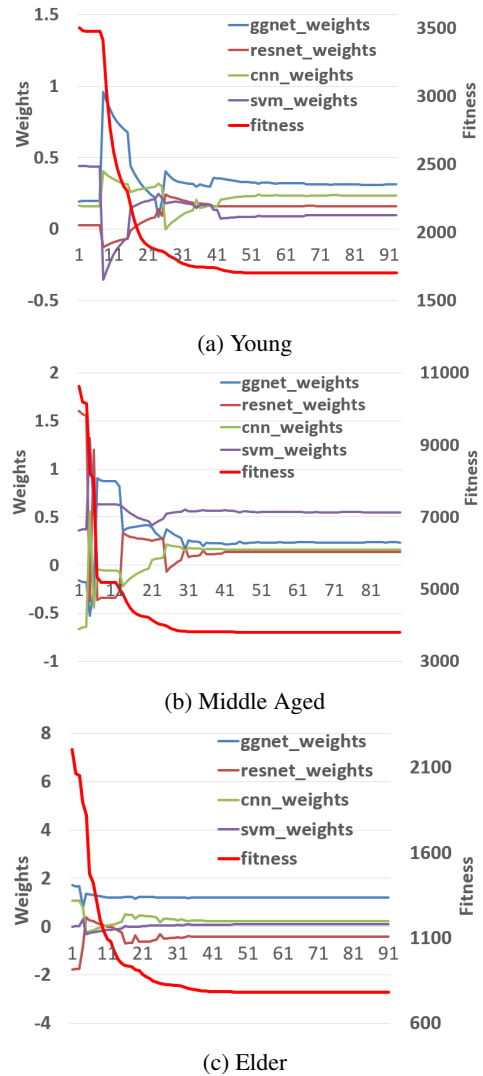 1.5
1
0.5
0
-0.5
Weights
ggnet_weights
resnet_weights
cnn_weights
svm_weights
fitness
3500
3000
2500
2000
1500
Fitness
1 11 21 31 41 51 61 71 81 91
(a) Young
2
1.5
1
0.5
0
-0.5
-1
Weights
ggnet_weights
resnet_weights
cnn_weights
svm_weights
fitness
11000
9000
7000
5000
3000
Fitness
1 11 21 31 41 51 61 71 81
(b) Middle Aged
8
6
4
2
0
-2
-4
Weights
ggnet_weights
resnet_weights
cnn_weights
svm_weights
fitness
2100
1600
1100
600
Fitness
1 11 21 31 41 51 61 71 81 91
(c) Elder